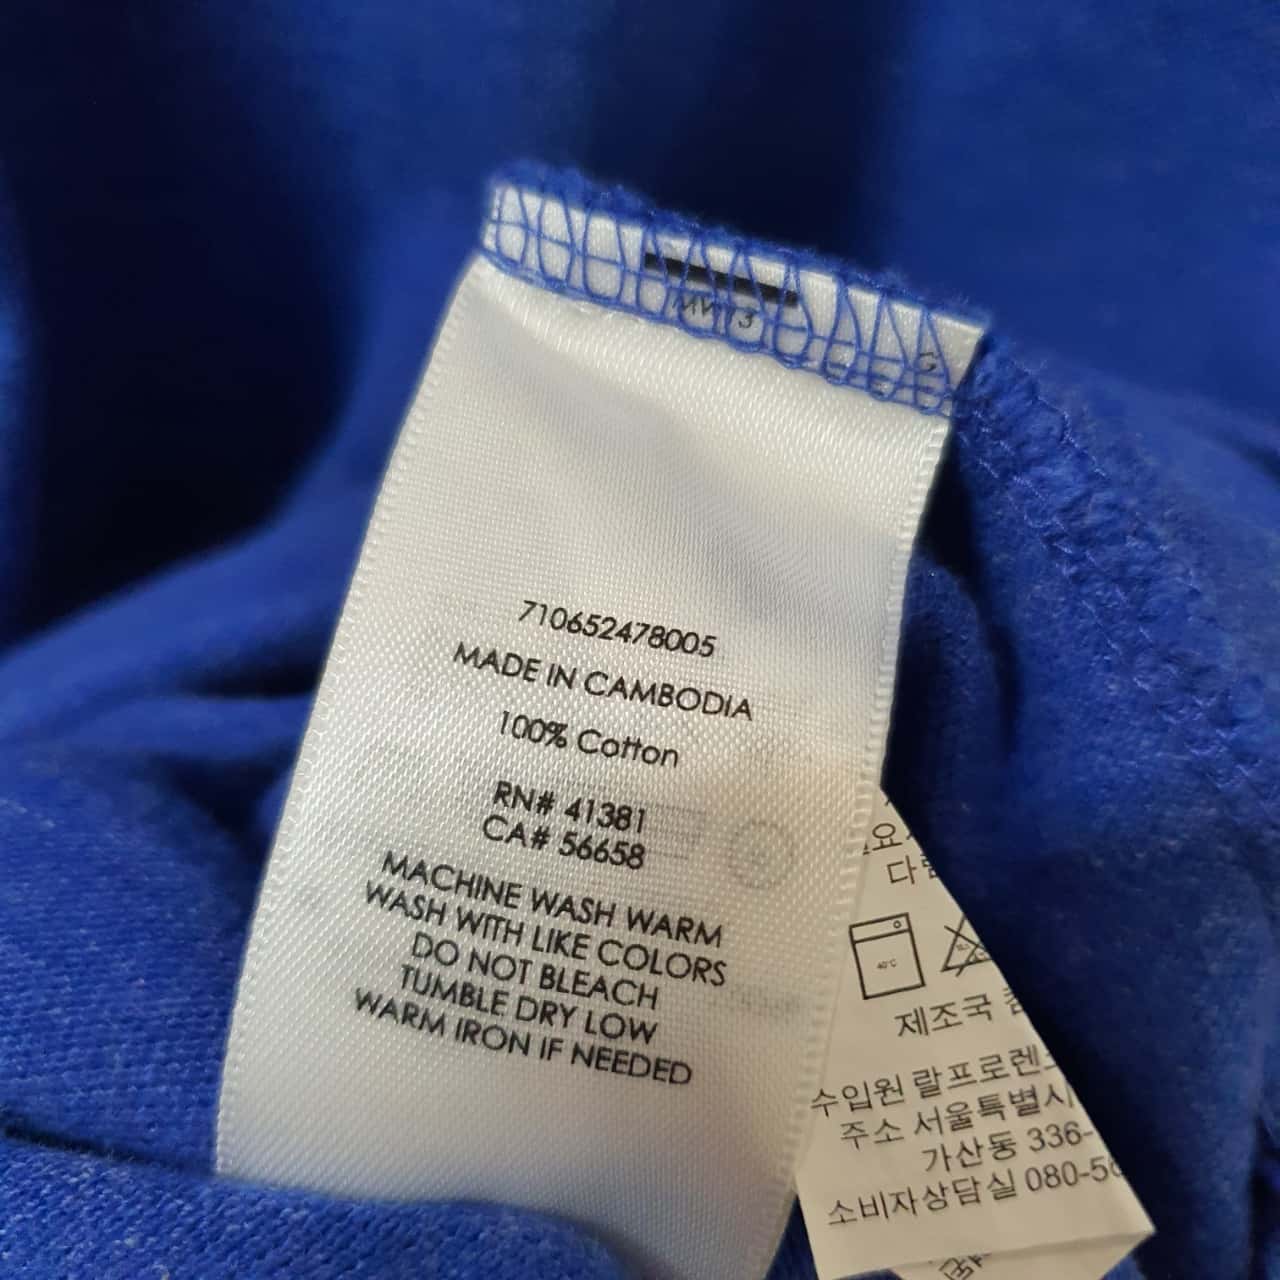 710652478005
MADE IN CAMBODIA
100% Cotton
RN# 41381
CA# 56658
MACHINE WASH WARM
WASH WITH LIKE COLORS
DO NOT BLEACH
TUMBLE DRY LOW
WARM IRON IF NEEDED
40°C
제조국
수입원 랄프로렌
주소 서울특별시
가산동 336-
소비자상담실 080-56